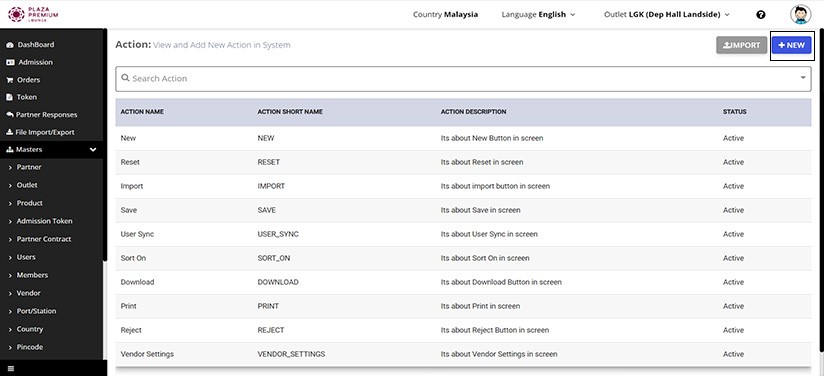 PLAZA
PREMIUM
LOUNGE
Country Malaysia
Language English
Outlet LGK (Dep Hall Landside)
DashBoard
Admission
Orders
Token
Partner Responses
File Import/Export
Masters
Partner
Outlet
Product
Admission Token
Partner Contract
Users
Members
Vendor
Port/Station
Country
Pincode
Action: View and Add New Action in System
IMPORT
+ NEW
Search Action
ACTION NAME ACTION SHORT NAME ACTION DESCRIPTION STATUS
New NEW Its about New Button in screen Active
Reset RESET Its about Reset in screen Active
Import IMPORT Its about import button in screen Active
Save SAVE Its about Save in screen Active
User Sync USER_SYNC Its about User Sync in screen Active
Sort On SORT_ON Its about Sort On in screen Active
Download DOWNLOAD Its about Download Button in screen Active
Print PRINT Its about Print in screen Active
Reject REJECT Its about Reject Button in screen Active
Vendor Settings VENDOR_SETTINGS Its about Vendor Settings in screen Active